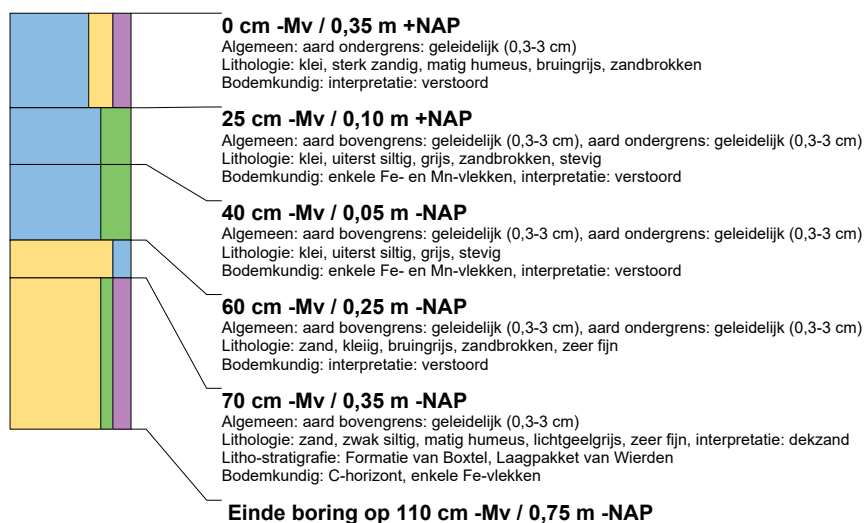 0 cm -Mv / 0,35 m +NAP
Algemeen: aard ondergrens: geleidelijk (0,3-3 cm)
Lithologie: klei, sterk zandig, matig humeus, bruingrijs, zandbrokken
Bodemkundig: interpretatie: verstoord
25 cm -Mv / 0,10 m +NAP
Algemeen: aard bovengrens: geleidelijk (0,3-3 cm), aard ondergrens: geleidelijk (0,3-3 cm)
Lithologie: klei, uiterst siltig, grijs, zandbrokken, stevig
Bodemkundig: enkele Fe- en Mn-vlekken, interpretatie: verstoord
40 cm -Mv / 0,05 m -NAP
Algemeen: aard bovengrens: geleidelijk (0,3-3 cm), aard ondergrens: geleidelijk (0,3-3 cm)
Lithologie: klei, uiterst siltig, grijs, stevig
Bodemkundig: enkele Fe- en Mn-vlekken, interpretatie: verstoord
60 cm -Mv / 0,25 m -NAP
Algemeen: aard bovengrens: geleidelijk (0,3-3 cm), aard ondergrens: geleidelijk (0,3-3 cm)
Lithologie: zand, kleiig, bruingrijs, zandbrokken, zeer fijn
Bodemkundig: interpretatie: verstoord
70 cm -Mv / 0,35 m -NAP
Algemeen: aard bovengrens: geleidelijk (0,3-3 cm)
Lithologie: zand, zwak siltig, matig humeus, lichtgeelgrijs, zeer fijn, interpretatie: dekzand
Litho-stratigrafie: Formatie van Boxtel, Laagpakket van Wierden
Bodemkundig: C-horizont, enkele Fe-vlekken
Einde boring op 110 cm -Mv / 0,75 m -NAP